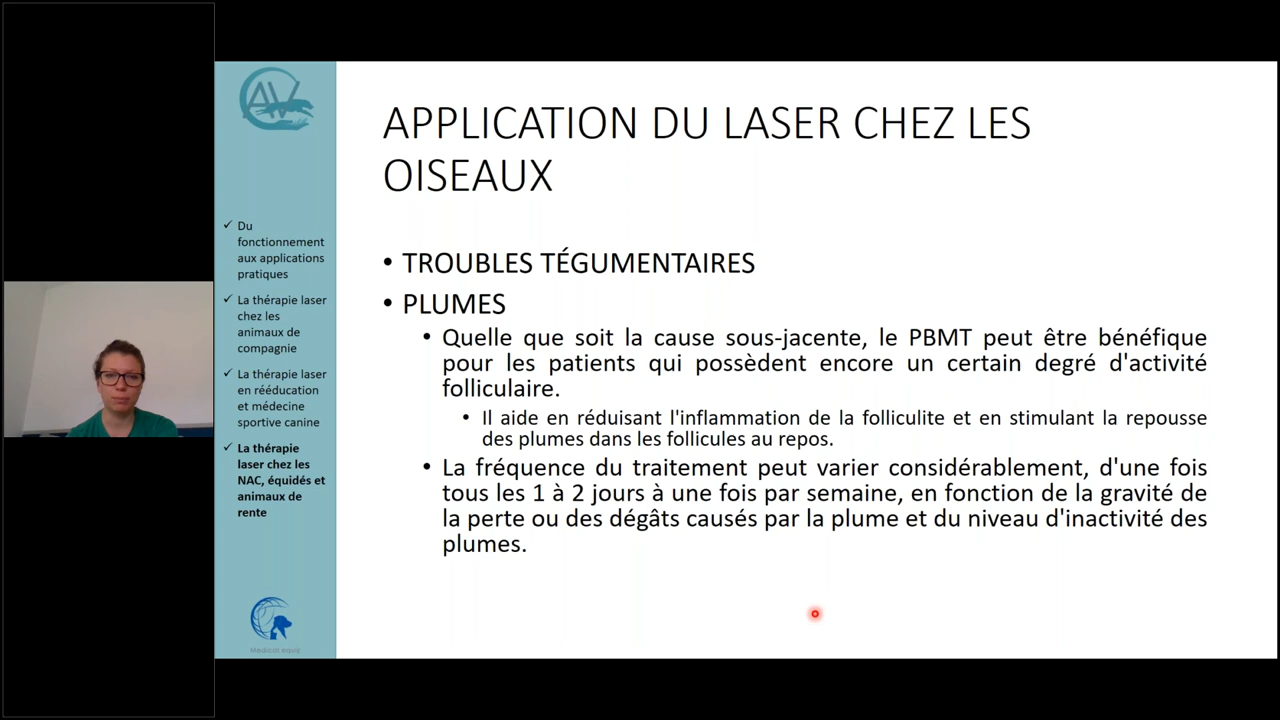 AV
Du
fonctionnement
aux applications
pratiques
La thérapie laser
chez les
animaux de
compagnie
La thérapie laser
en rééducation
et médecine
sportive canine
La thérapie
laser chez les
NAC, équidés et
animaux de
rente
Medical equa
APPLICATION DU LASER CHEZ LES
OISEAUX
• TROUBLES TÉGUMENTAIRES
• PLUMES
• Quelle que soit la cause sous-jacente, le PBMT peut être bénéfique
pour les patients qui possèdent encore un certain degré d'activité
folliculaire.
• Il aide en réduisant l'inflammation de la folliculite et en stimulant la repousse
des plumes dans les follicules au repos.
• La fréquence du traitement peut varier considérablement, d'une fois
tous les 1 à 2 jours à une fois par semaine, en fonction de la gravité de
la perte ou des dégâts causés par la plume et du niveau d'inactivité des
plumes.